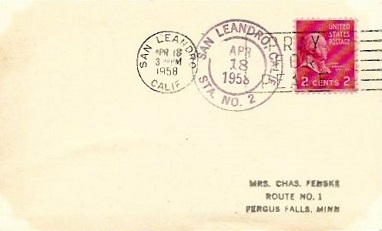 SAN LEANDRO
APR 18
3 PM
1958
CALIF.
SAN LEANDRO, CALIF.
APR
18
1958
STA. NO. 2
UNITED
STATES
POSTAGE
2 CENTS 2
MRS. CHAS. FENSKE
ROUTE NO. 1
FERGUS FALLS, MINN